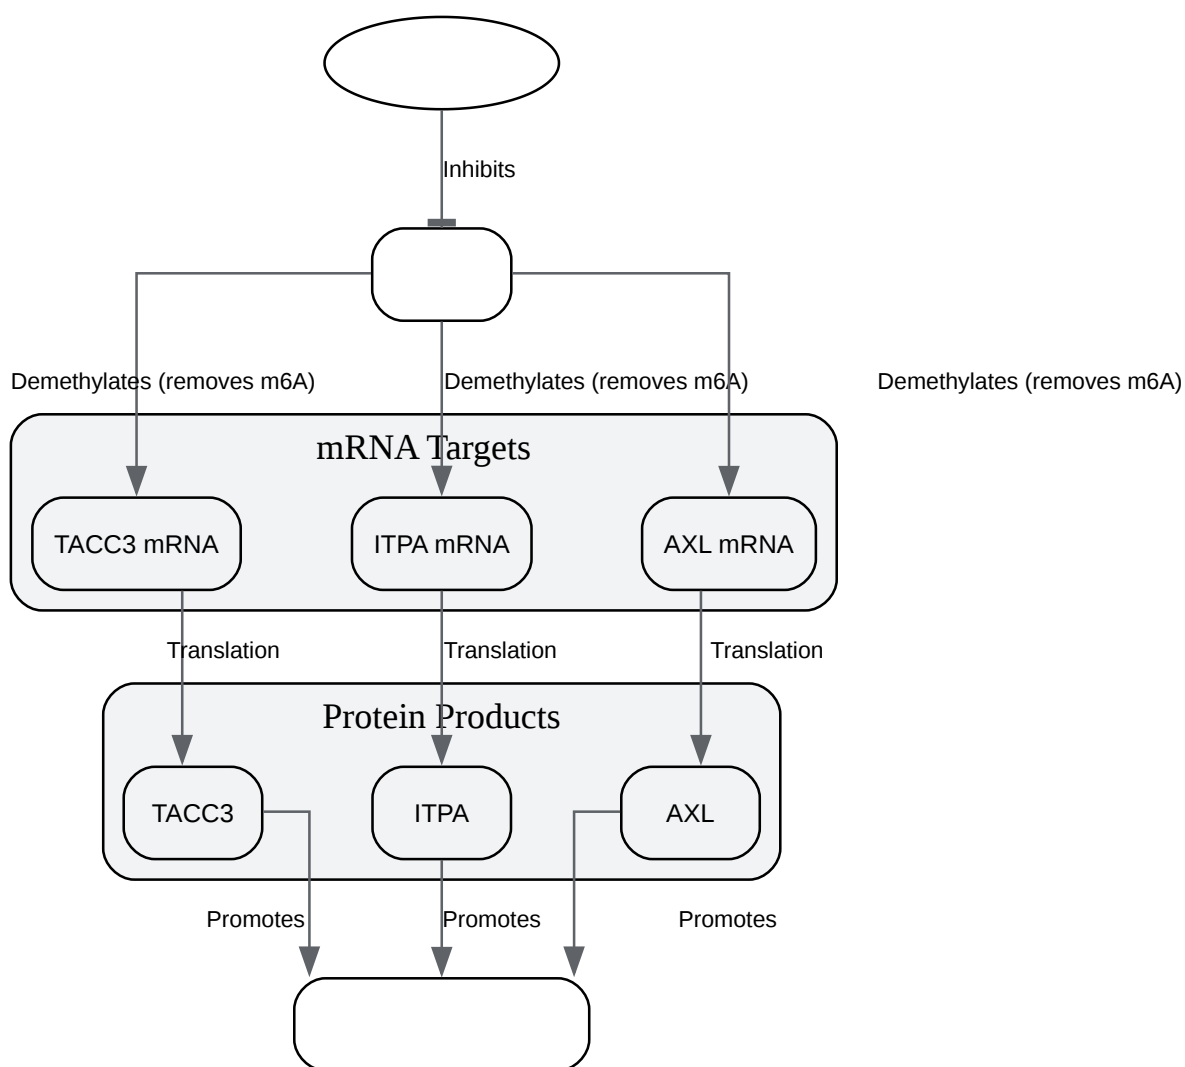 Inhibits
Demethylates (removes m6A)
Demethylates (removes m6A)
Demethylates (removes m6A)
mRNA Targets
TACC3 mRNA
ITPA mRNA
AXL mRNA
Translation
Translation
Translation
Protein Products
TACC3
ITPA
AXL
Promotes
Promotes
Promotes